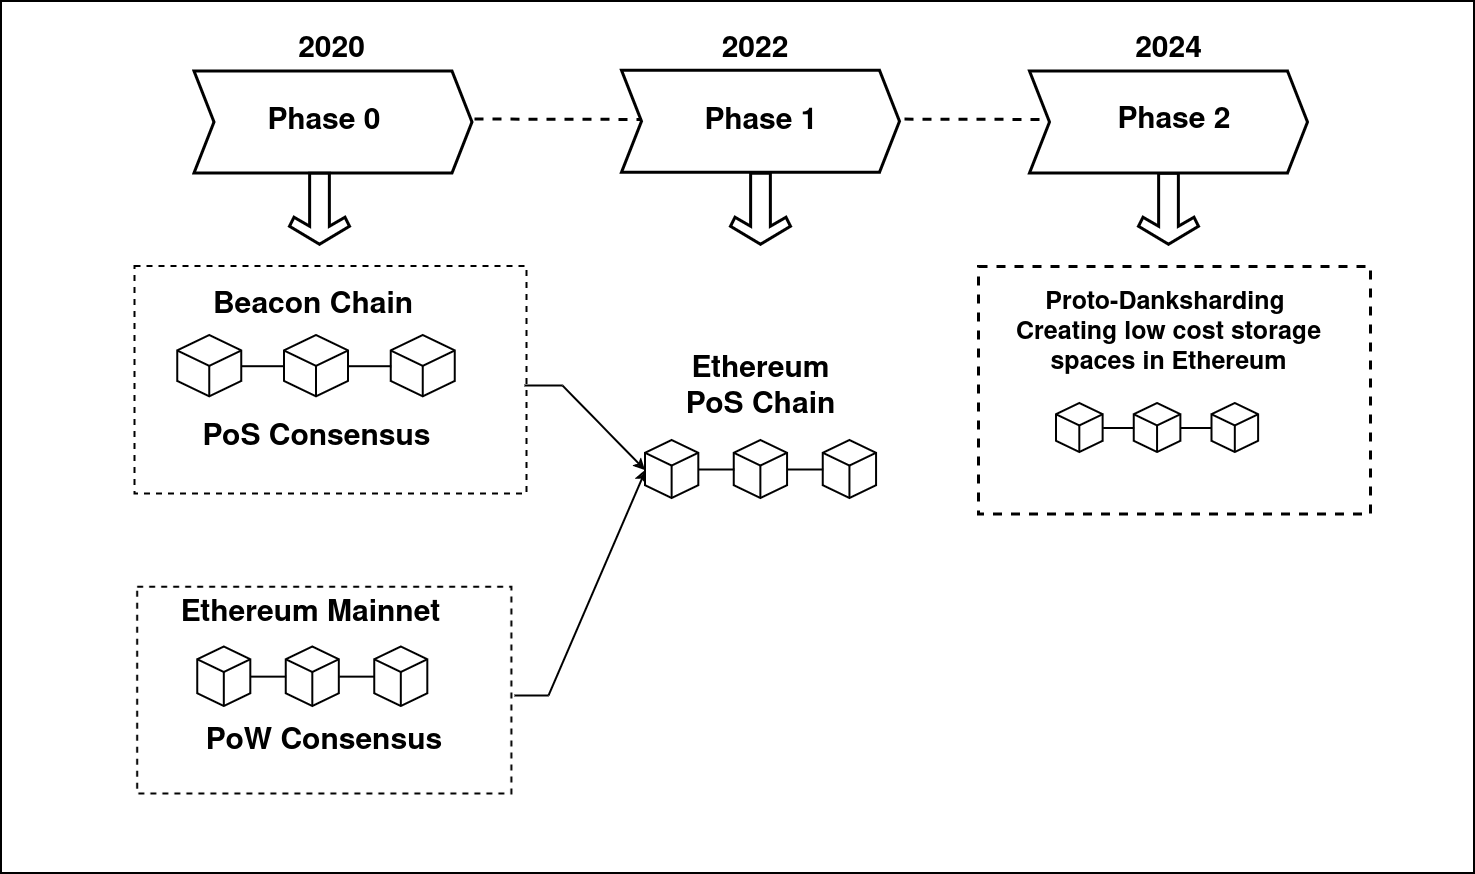 2020
2022
2024
Phase 0
Phase 1
Phase 2
Beacon Chain
PoS Consensus
Ethereum Mainnet
PoW Consensus
Ethereum
PoS Chain
Proto-Danksharding
Creating low cost storage
spaces in Ethereum